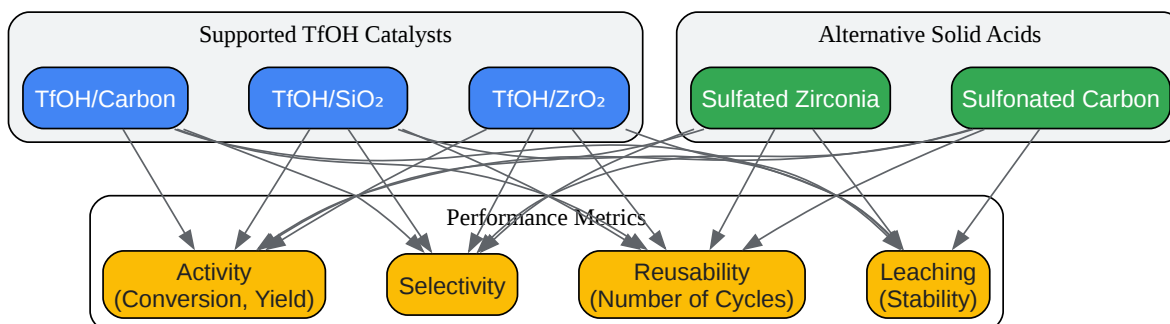 Supported TfOH Catalysts
Alternative Solid Acids
TfOH/Carbon
TfOH/SiO₂
TfOH/ZrO₂
Sulfated Zirconia
Sulfonated Carbon
Performance Metrics
Activity
(Conversion, Yield)
Selectivity
Reusability
(Number of Cycles)
Leaching
(Stability)